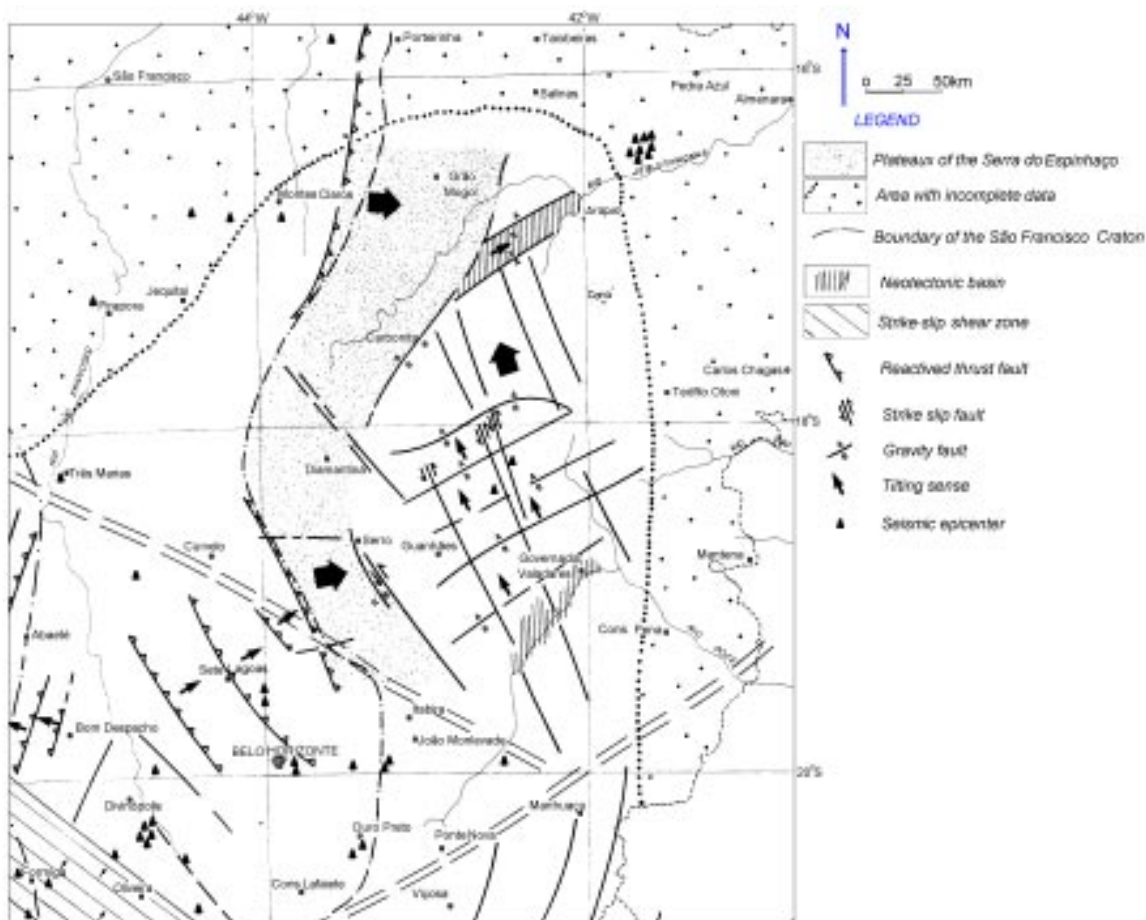 44°W
42°W
Porteirinha
Taiobeiras
São Francisco
16°S
Pedra Azul
Salinas
Almenara
Grão
Mogol
Montes Claros
Araçuaí
Jequitaí
Pirapora
Carbonita
Carlos Chagas
Teófilo Otoni
18°S
Diamantina
Três Marias
Serro
Guanhães
Curvelo
Governador
Valadares
Mantena
Cons. Pena
Abaeté
Sete Lagoas
Itabira
Bom Despacho
João Monlevade
BELO HORIZONTE
20°S
Divinópolis
Manhuaçu
Ouro Preto
Ponte Nova
Formiga
Oliveira
Cons Lafaiete
Viçosa
N
0 25 50km
LEGEND
Plateaux of the Serra do Espinhaço
Area with incomplete data
Boundary of the São Francisco Craton
Neotectonic basin
Strike-slip shear zone
Reactived thrust fault
Strike slip fault
Gravity fault
Tilting sense
Seismic epicenter